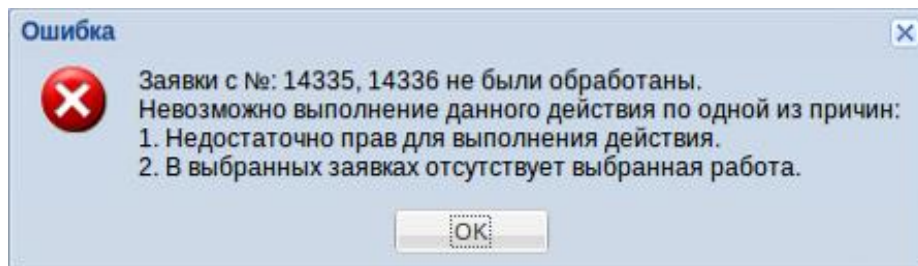 Ошибка
Заявки с №: 14335, 14336 не были обработаны.
Невозможно выполнение данного действия по одной из причин:
1. Недостаточно прав для выполнения действия.
2. В выбранных заявках отсутствует выбранная работа.
OK